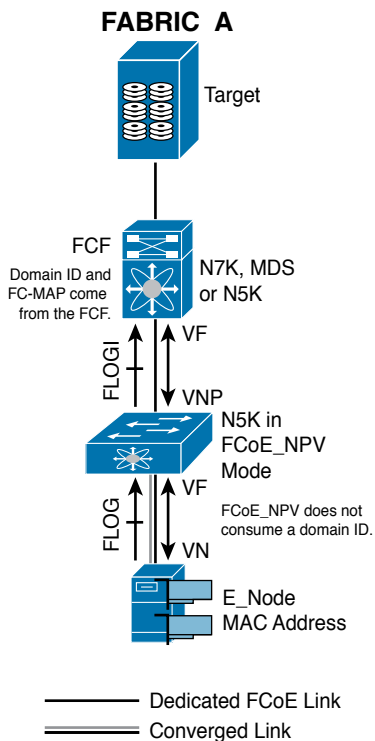 FABRIC A
Target
FCF
Domain ID and
FC-MAP come
from the FCF.
N7K, MDS
or N5K
FLOGI
VF
VNP
N5K in
FCoE_NPV
Mode
FLOG
VF
VN
FCoE_NPV does not
consume a domain ID.
E_Node
MAC Address
Dedicated FCoE Link
Converged Link